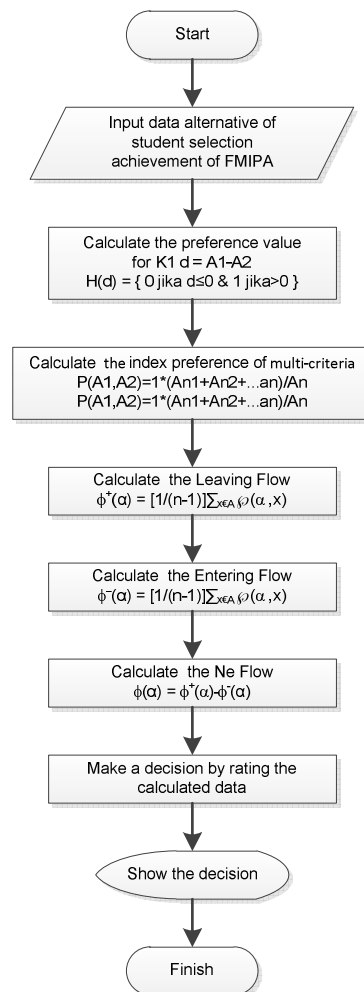 Start
Input data alternative of
student selection
achievement of FMIPA
Calculate the preference value
for K1 d = A1-A2
H(d) = { 0 jika d≤0 & 1 jika>0 }
Calculate the index preference of multi-criteria
P(A1,A2)=1*(An1+An2+...an)/An
P(A1,A2)=1*(An1+An2+...an)/An
Calculate the Leaving Flow
ϕ⁺(α) = [1/(n-1)]∑ₓ€A ℘(α,x)
Calculate the Entering Flow
ϕ⁻(α) = [1/(n-1)]∑ₓ€A ℘(α,x)
Calculate the Ne Flow
ϕ(α) = ϕ⁺(α)-ϕ⁻(α)
Make a decision by rating the
calculated data
Show the decision
Finish